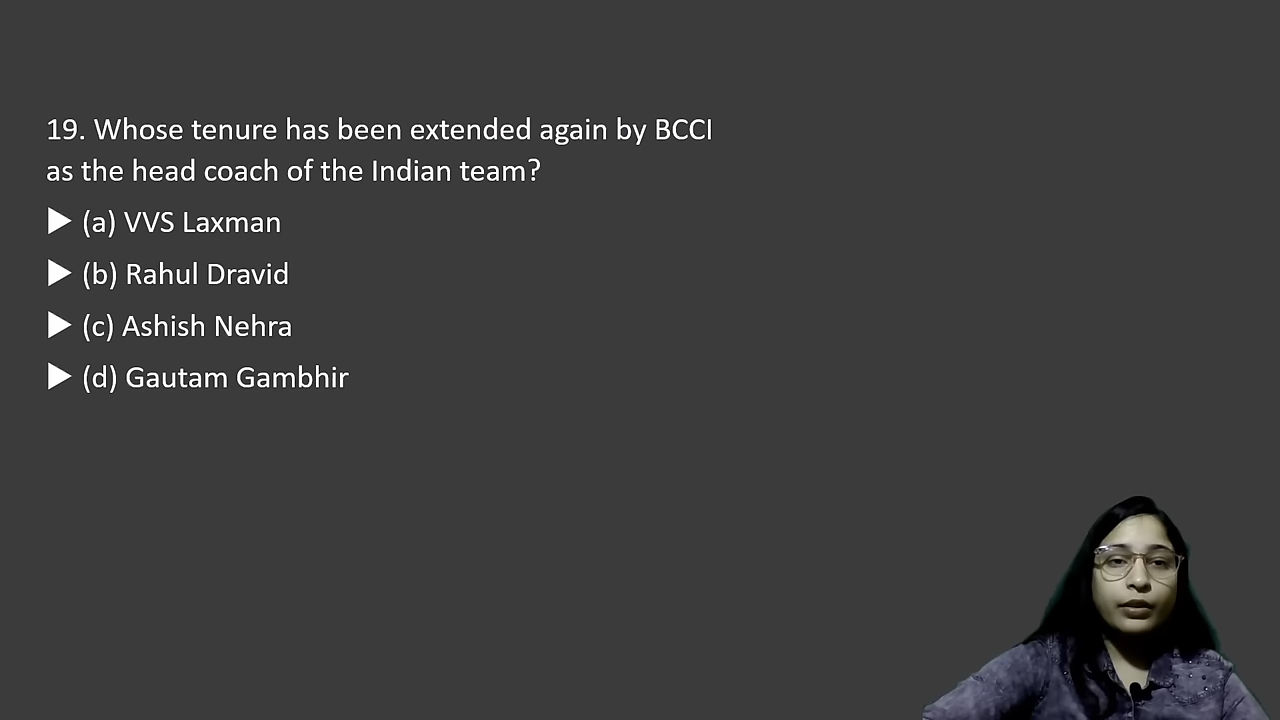 19. Whose tenure has been extended again by BCCI
as the head coach of the Indian team?
▶ (a) VVS Laxman
▶ (b) Rahul Dravid
▶ (c) Ashish Nehra
▶ (d) Gautam Gambhir